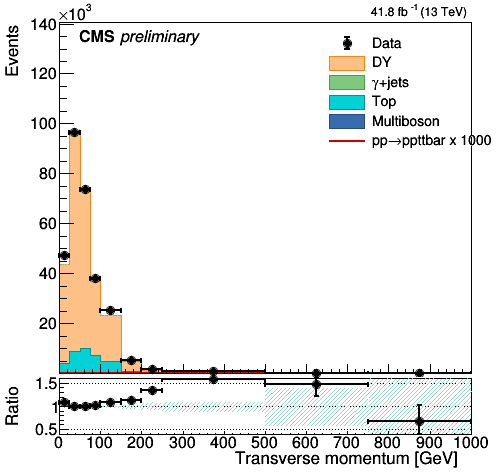 ×10³
41.8 fb⁻¹ (13 TeV)
Events
140
120
100
80
60
40
20
CMS preliminary
Data
DY
γ+jets
Top
Multiboson
pp→ppttbar x 1000
Ratio
1.5
1
0.5
0 100 200 300 400 500 600 700 800 900 1000
Transverse momentum [GeV]